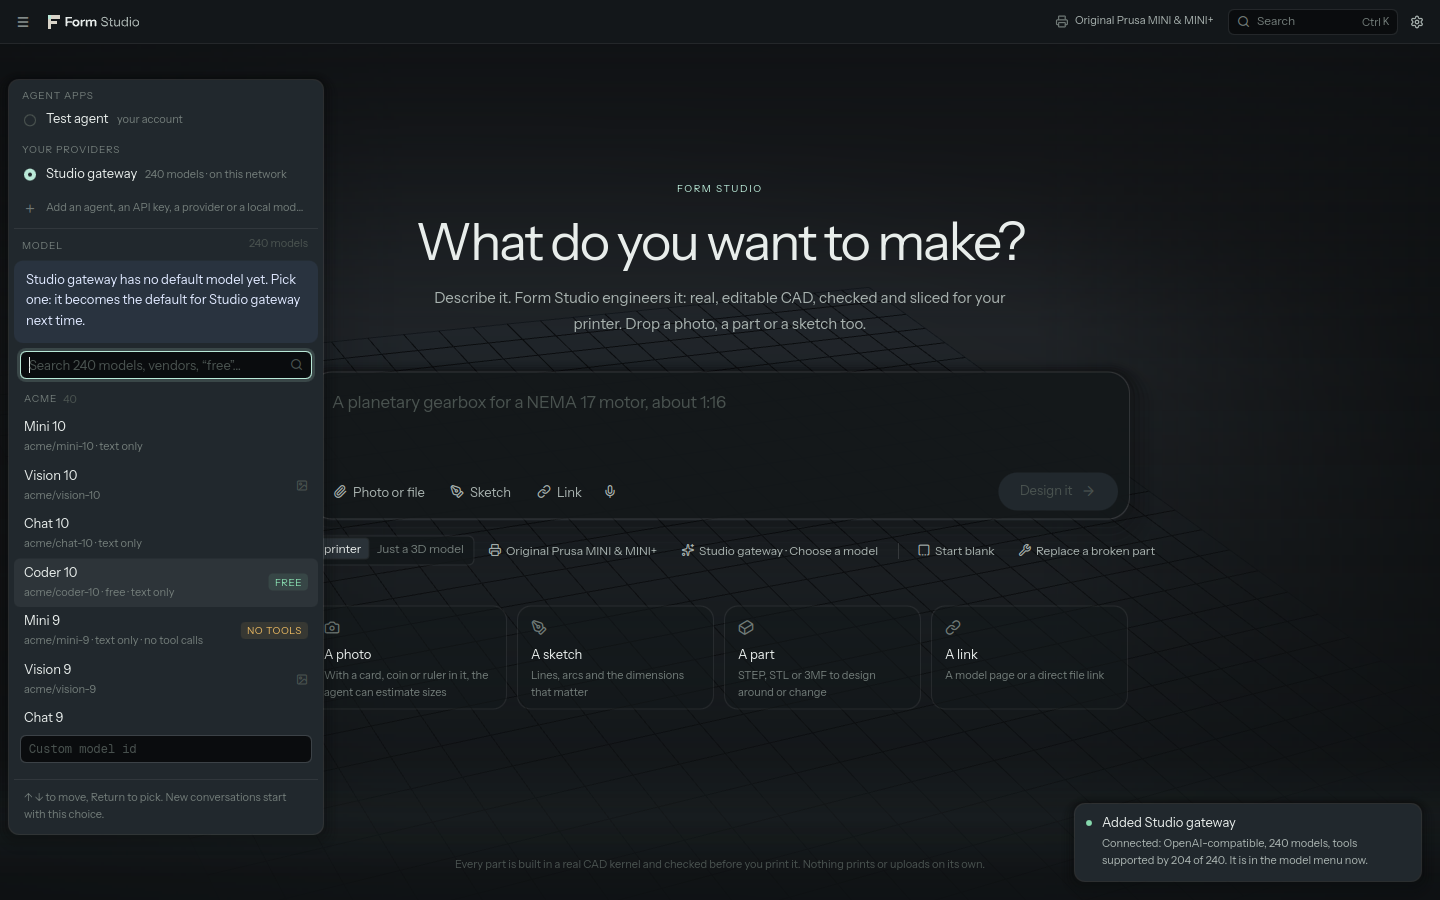 Form Studio
Original Prusa MINI & MINI+
Search
Ctrl K
AGENT APPS
Test agent your account
YOUR PROVIDERS
Studio gateway 240 models · on this network
Add an agent, an API key, a provider or a local mod...
MODEL
240 models
Studio gateway has no default model yet. Pick
one: it becomes the default for Studio gateway
next time.
Search 240 models, vendors, “free”...
ACME 40
Mini 10
acme/mini-10 · text only
Vision 10
acme/vision-10
Chat 10
acme/chat-10 · text only
Coder 10
acme/coder-10 · free · text only
FREE
Mini 9
acme/mini-9 · text only · no tool calls
NO TOOLS
Vision 9
acme/vision-9
Chat 9
Custom model id
↑ ↓ to move, Return to pick. New conversations start
with this choice.
FORM STUDIO
What do you want to make?
Describe it. Form Studio engineers it: real, editable CAD, checked and sliced for your
printer. Drop a photo, a part or a sketch too.
A planetary gearbox for a NEMA 17 motor, about 1:16
Photo or file
Sketch
Link
Design it
printer
Just a 3D model
Original Prusa MINI & MINI+
Studio gateway · Choose a model
Start blank
Replace a broken part
A photo
With a card, coin or ruler in it, the
agent can estimate sizes
A sketch
Lines, arcs and the dimensions
that matter
A part
STEP, STL or 3MF to design
around or change
A link
A model page or a direct file link
Every part is built in a real CAD kernel and checked before you print it. Nothing prints or uploads on its own.
Added Studio gateway
Connected: OpenAI-compatible, 240 models, tools
supported by 204 of 240. It is in the model menu now.